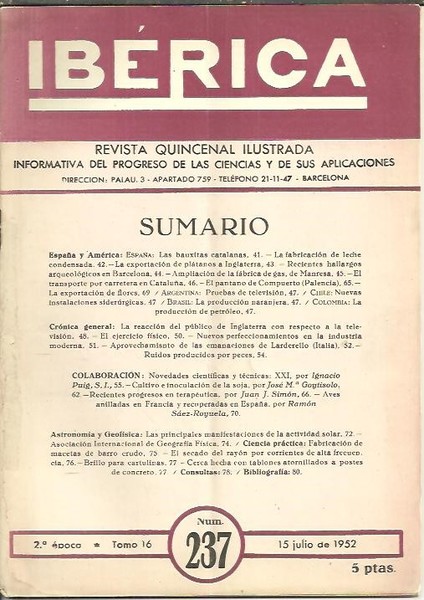 IBÉRICA
REVISTA QUINCENAL ILUSTRADA
INFORMATIVA DEL PROGRESO DE LAS CIENCIAS Y DE SUS APLICACIONES
DIRECCION: PALAU, 3 - APARTADO 759 - TELÉFONO 21-11-47 - BARCELONA
SUMARIO
España y América: ESPAÑA: Las bauxitas catalanas, 41. — La fabricación de leche
condensada. 42. — La exportación de plátanos a Inglaterra, 43 — Recientes hallazgos
arqueológicos en Barcelona, 44. — Ampliación de la fábrica de gas, de Manresa, 45. — El
transporte por carretera en Cataluña, 46. — El pantano de Compuerto (Palencia), 65. —
La exportación de flores, 69 / ARGENTINA: Pruebas de televisión, 47. / CHILE: Nuevas
instalaciones siderúrgicas. 47 / BRASIL: La producción naranjera, 47. / COLOMBIA: La
producción de petróleo, 47.
Crónica general: La reacción del público de Inglaterra con respecto a la tele-
visión, 48. — El ejercicio físico, 50. — Nuevos perfeccionamientos en la industria
moderna. 51. — Aprovechamiento de las emanaciones de Larderello (Italia), 52. —
Ruidos producidos por peces, 54.
COLABORACIÓN: Novedades científicas y técnicas: XXI, por Ignacio
Puig, S. I., 55. — Cultivo e inoculación de la soja, por José M.ª Goytisolo,
62. — Recientes progresos en terapéutica, por Juan J. Simón, 66. — Aves
anilladas en Francia y recuperadas en España, por Ramón
Sáez-Royuela, 70.
Astronomía y Geofísica: Las principales manifestaciones de la actividad solar, 72. —
Asociación Internacional de Geografía Física, 74. / Ciencia práctica: Fabricación de
macetas de barro crudo, 75 — El secado del rayón por corrientes de alta frecuen-
cia, 76. — Brillo para cartulinas, 77 — Cerca hecha con tablones atornillados a postes
de concreto, 77 / Consultas: 78. / Bibliografía: 80.
Num.
2.ª época * Tomo 16
237
15 julio de 1952
5 ptas.